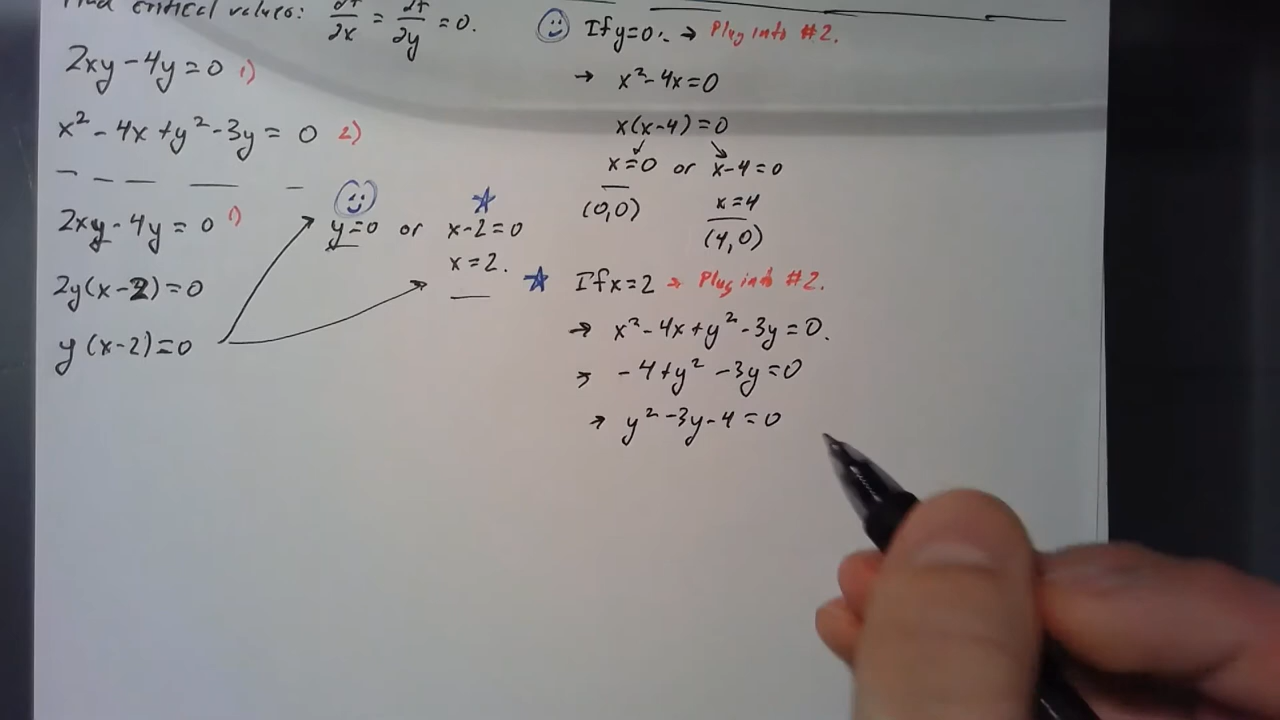 Find critical values: ∂f/∂x = ∂f/∂y = 0.
2xy - 4y = 0 1)
x² - 4x + y² - 3y = 0 2)
2xy - 4y = 0 1)
2y(x-2) = 0
y(x-2) = 0
y=0 or x-2=0
x=2.
If y=0: → Plug into #2.
→ x² - 4x = 0
x(x-4) = 0
x=0 or x-4=0
x=4
(0,0)
(4,0)
If x=2 → Plug into #2.
→ x² - 4x + y² - 3y = 0.
→ -4 + y² - 3y = 0
→ y² - 3y - 4 = 0